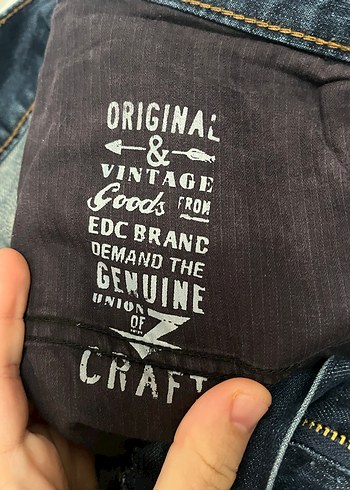 ORIGINAL
&
VINTAGE
Goods FROM
EDC BRAND
DEMAND THE
GENUINE
UNION
OF
CRAFT